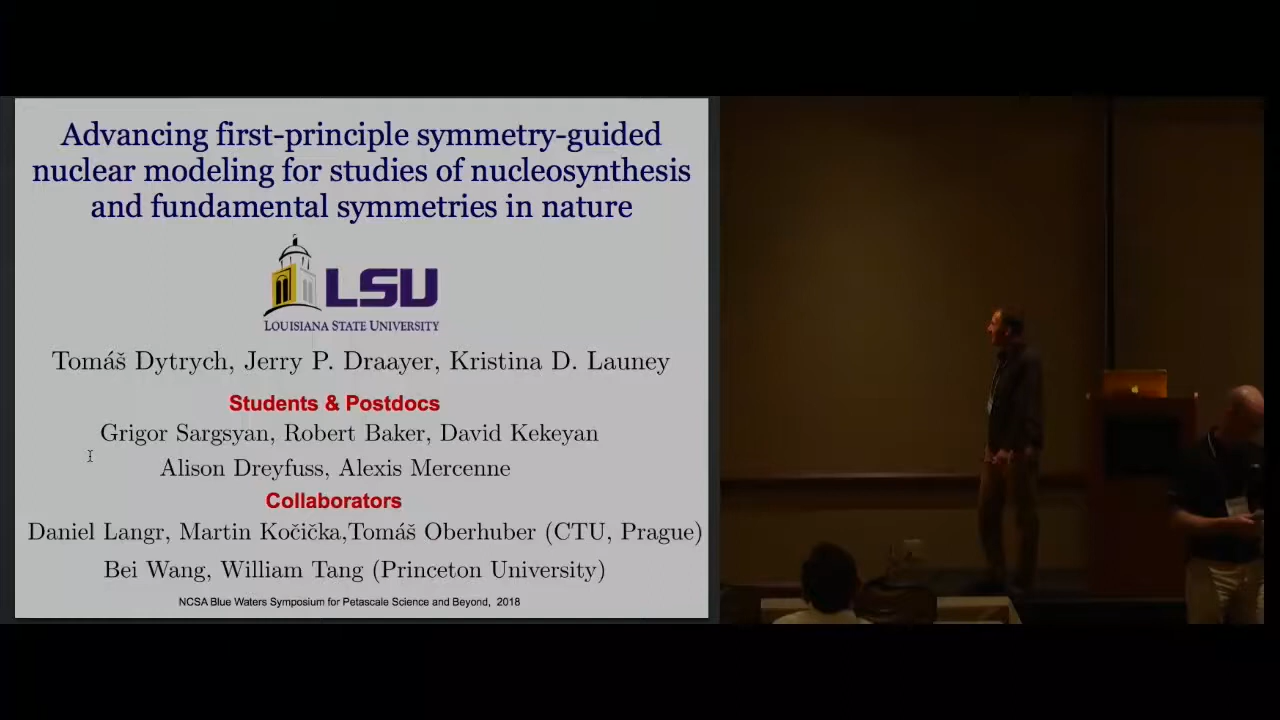 Advancing first-principle symmetry-guided
nuclear modeling for studies of nucleosynthesis
and fundamental symmetries in nature
LSU
LOUISIANA STATE UNIVERSITY
Tomáš Dytrych, Jerry P. Draayer, Kristina D. Launey
Students & Postdocs
Grigor Sargsyan, Robert Baker, David Kekeyan
Alison Dreyfuss, Alexis Mercenne
Collaborators
Daniel Langr, Martin Kočička,Tomáš Oberhuber (CTU, Prague)
Bei Wang, William Tang (Princeton University)
NCSA Blue Waters Symposium for Petascale Science and Beyond, 2018